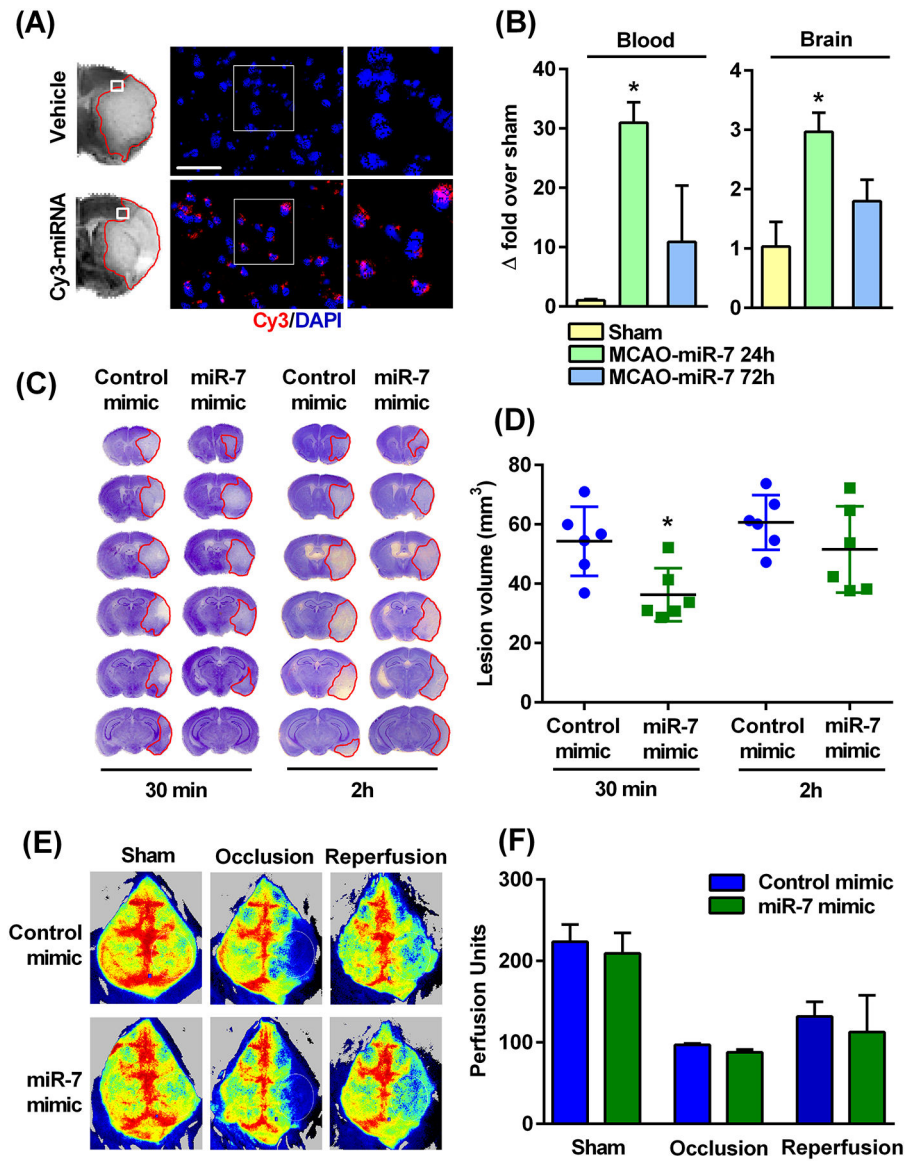 (A)
Vehicle
Cy3-miRNA
Cy3/DAPI
(B)
Blood
Brain
Δ fold over sham
40
30
20
10
0
*
4
3
2
1
0
*
Sham
MCAO-miR-7 24h
MCAO-miR-7 72h
(C)
Control mimic
miR-7 mimic
Control mimic
miR-7 mimic
30 min
2h
(D)
Lesion volume (mm³)
80
60
40
20
0
*
Control mimic
miR-7 mimic
Control mimic
miR-7 mimic
30 min
2h
(E)
Sham
Occlusion
Reperfusion
Control mimic
miR-7 mimic
(F)
Perfusion Units
300
200
100
0
Control mimic
miR-7 mimic
Sham
Occlusion
Reperfusion